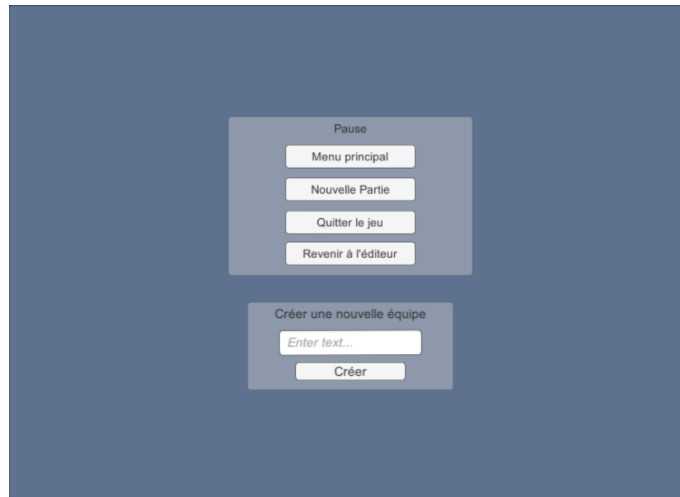 Pause
Menu principal
Nouvelle Partie
Quitter le jeu
Revenir à l'éditeur
Créer une nouvelle équipe
Enter text...
Créer